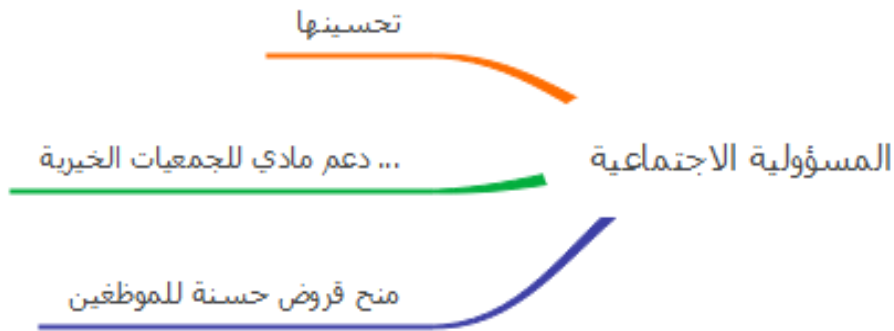 المسؤولية الاجتماعية
تحسينها
دعم مادي للجمعيات الخيرية ...
منح قروض حسنة للموظفين